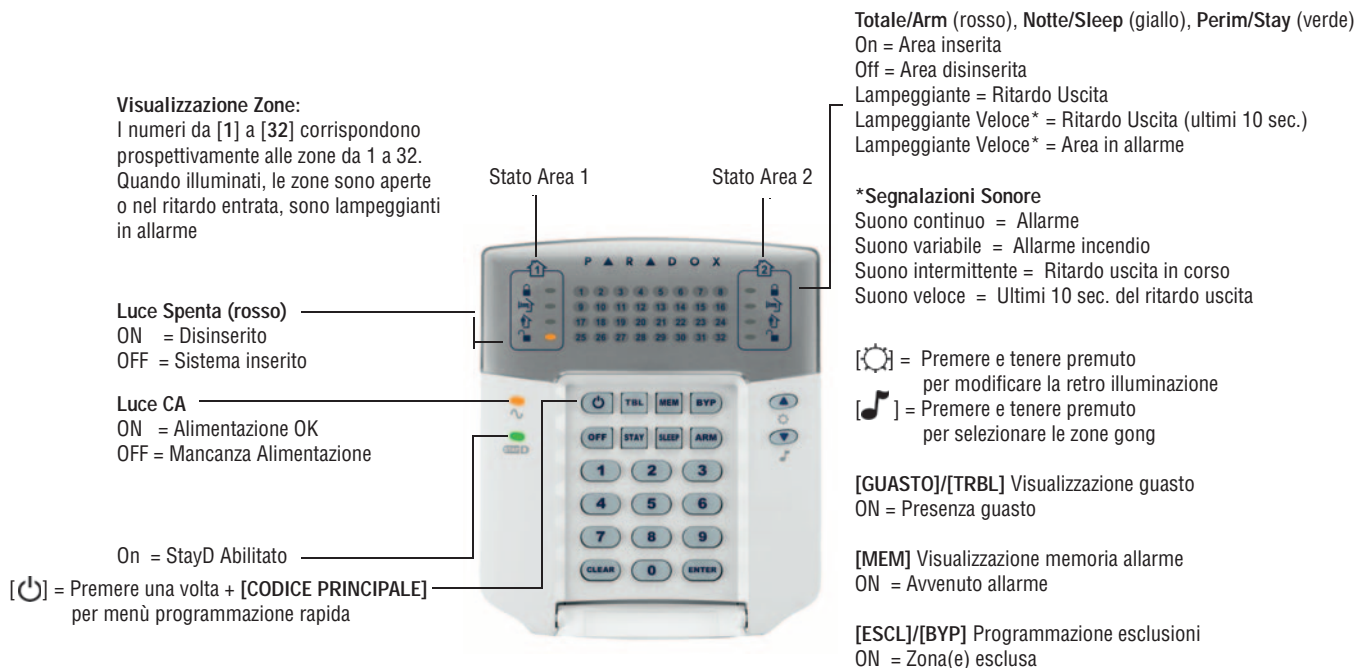 Visualizzazione Zone:
I numeri da [1] a [32] corrispondono
prospettivamente alle zone da 1 a 32.
Quando illuminati, le zone sono aperte
o nel ritardo entrata, sono lampeggianti
in allarme
Luce Spenta (rosso)
ON = Disinserito
OFF = Sistema inserito
Luce CA
ON = Alimentazione OK
OFF = Mancanza Alimentazione
On = StayD Abilitato
[⏻] = Premere una volta + [CODICE PRINCIPALE]
per menù programmazione rapida
Stato Area 1
Stato Area 2
PARADOX
1
2
1 2 3 4 5 6 7 8
9 10 11 12 13 14 15 16
17 18 19 20 21 22 23 24
25 26 27 28 29 30 31 32
TBL MEM BYP
OFF STAY SLEEP ARM
1 2 3
4 5 6
7 8 9
CLEAR 0 ENTER
Totale/Arm (rosso), Notte/Sleep (giallo), Perim/Stay (verde)
On = Area inserita
Off = Area disinserita
Lampeggiante = Ritardo Uscita
Lampeggiante Veloce* = Ritardo Uscita (ultimi 10 sec.)
Lampeggiante Veloce* = Area in allarme
*Segnalazioni Sonore
Suono continuo = Allarme
Suono variabile = Allarme incendio
Suono intermittente = Ritardo uscita in corso
Suono veloce = Ultimi 10 sec. del ritardo uscita
[☼] = Premere e tenere premuto
per modificare la retro illuminazione
[♪] = Premere e tenere premuto
per selezionare le zone gong
[GUASTO]/[TRBL] Visualizzazione guasto
ON = Presenza guasto
[MEM] Visualizzazione memoria allarme
ON = Avvenuto allarme
[ESCL]/[BYP] Programmazione esclusioni
ON = Zona(e) esclusa